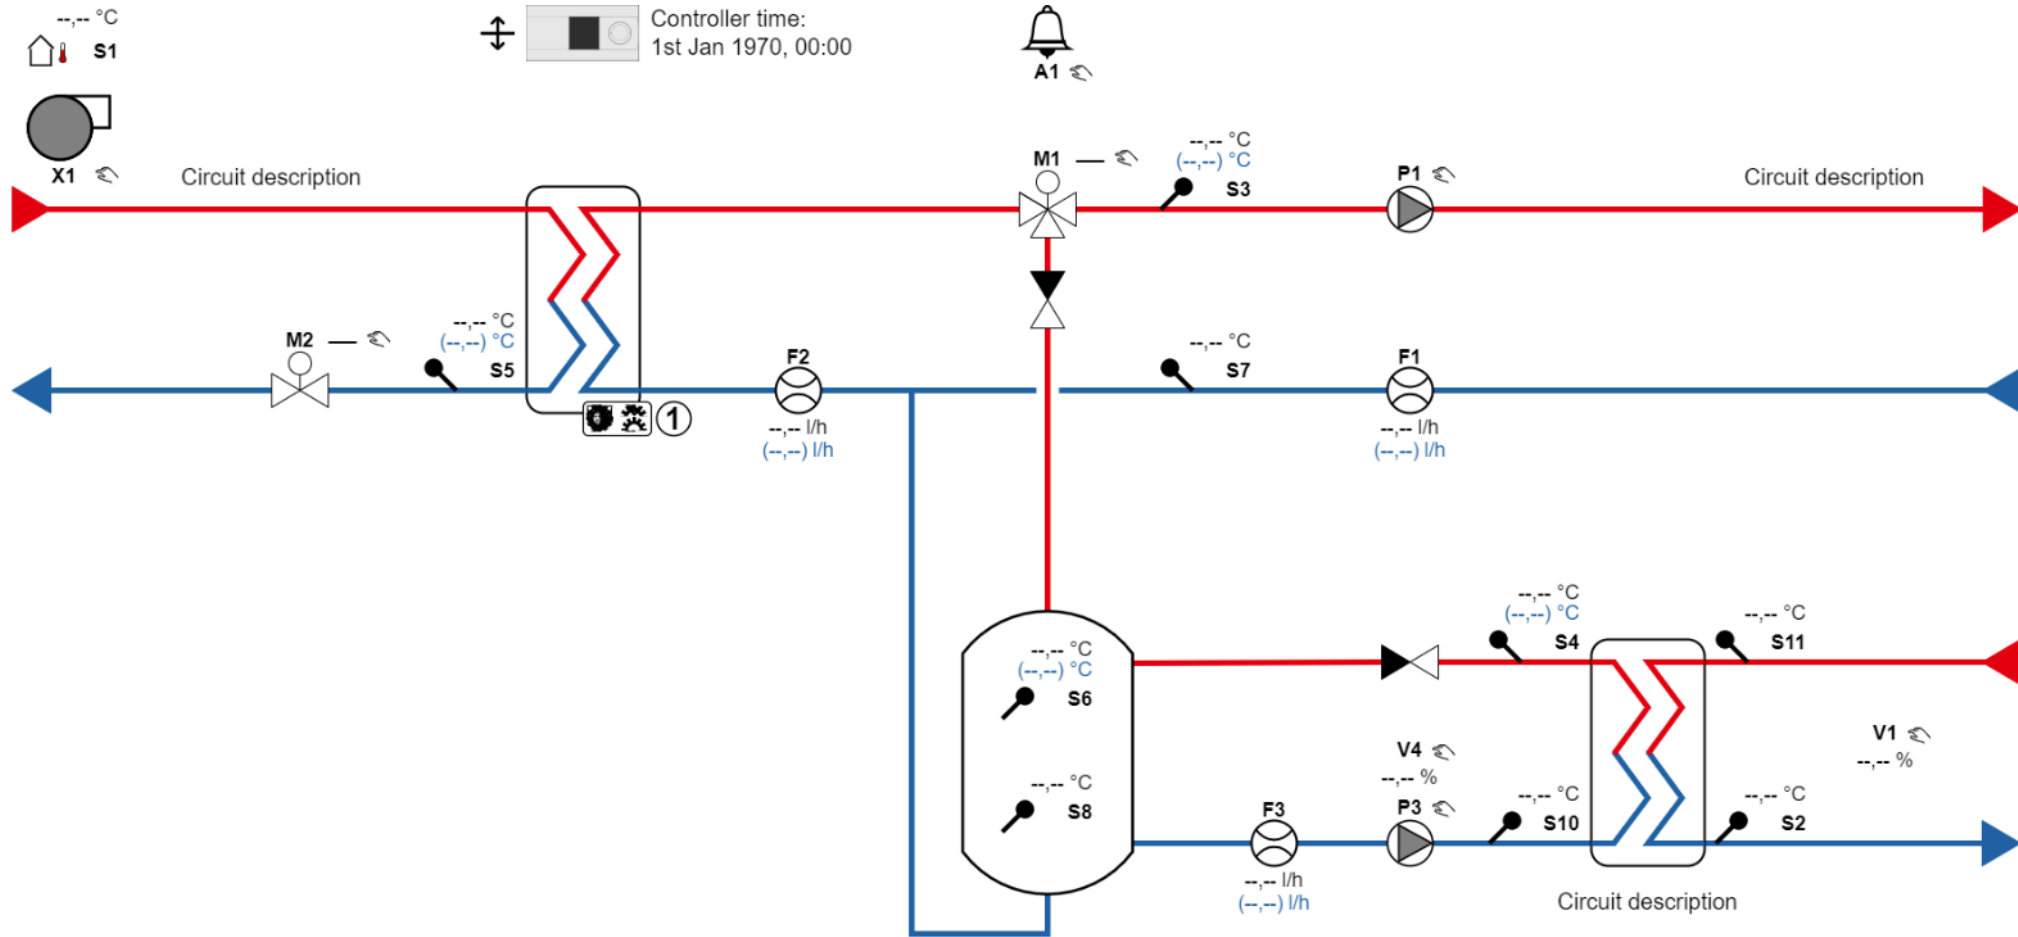 --,-- °C
S1
Controller time:
1st Jan 1970, 00:00
A1
X1
Circuit description
M1
--,-- °C
(--,--) °C
S3
P1
Circuit description
M2
--,-- °C
(--,--) °C
S5
1
F2
--,-- l/h
(--,--) l/h
--,-- °C
S7
F1
--,-- l/h
(--,--) l/h
--,-- °C
(--,--) °C
S6
--,-- °C
S8
--,-- °C
(--,--) °C
S4
--,-- °C
S11
V4
--,-- %
P3
V1
--,-- %
F3
--,-- l/h
(--,--) l/h
--,-- °C
S10
--,-- °C
S2
Circuit description